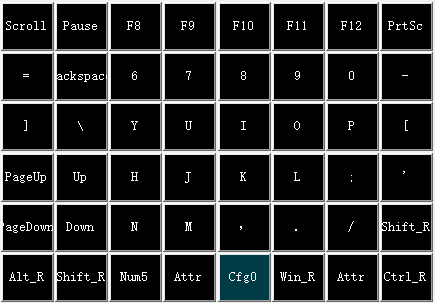 Scroll Pause F8 F9 F10 F11 F12 PrtSc
= ackspac 6 7 8 9 0 -
] \ Y U I O P [
PageUp Up H J K L ; '
PageDown Down N M , . / Shift_R
Alt_R Shift_R Num5 Attr Cfg0 Win_R Attr Ctrl_R